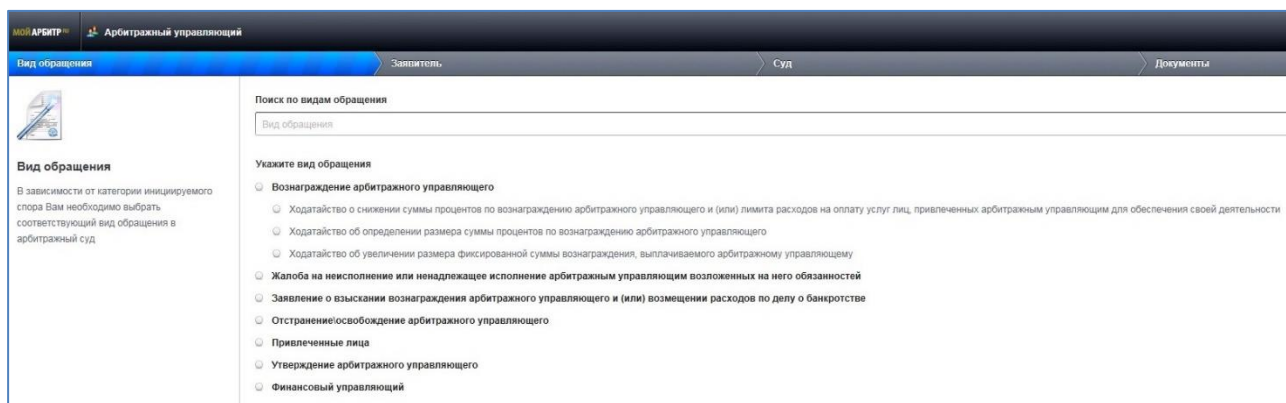 МОЙ АРБИТР RU Арбитражный управляющий
Вид обращения Заявитель Суд Документы
Поиск по видам обращения
Вид обращения
Вид обращения
В зависимости от категории инициируемого
спора Вам необходимо выбрать
соответствующий вид обращения в
арбитражный суд
Укажите вид обращения
Вознаграждение арбитражного управляющего
Ходатайство о снижении суммы процентов по вознаграждению арбитражного управляющего и (или) лимита расходов на оплату услуг лиц, привлеченных арбитражным управляющим для обеспечения своей деятельности
Ходатайство об определении размера суммы процентов по вознаграждению арбитражного управляющего
Ходатайство об увеличении размера фиксированной суммы вознаграждения, выплачиваемого арбитражному управляющему
Жалоба на неисполнение или ненадлежащее исполнение арбитражным управляющим возложенных на него обязанностей
Заявление о взыскании вознаграждения арбитражного управляющего и (или) возмещении расходов по делу о банкротстве
Отстранение\освобождение арбитражного управляющего
Привлеченные лица
Утверждение арбитражного управляющего
Финансовый управляющий